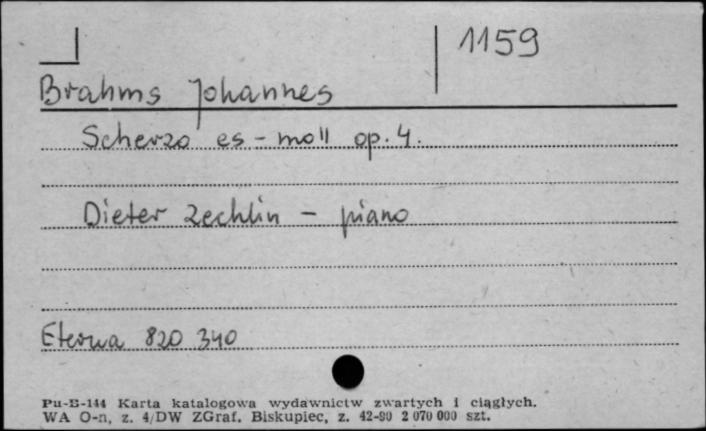 1159
Brahms Johannes
Scherzo es-moll op. 4.
Dieter Zechlin - piano
Eterna 820 340
Pu-B-144 Karta katalogowa wydawnictw zwartych i ciągłych.
WA O-n, z. 4/DW ZGraf. Biskupiec, z. 42-80 2 070 000 szt.